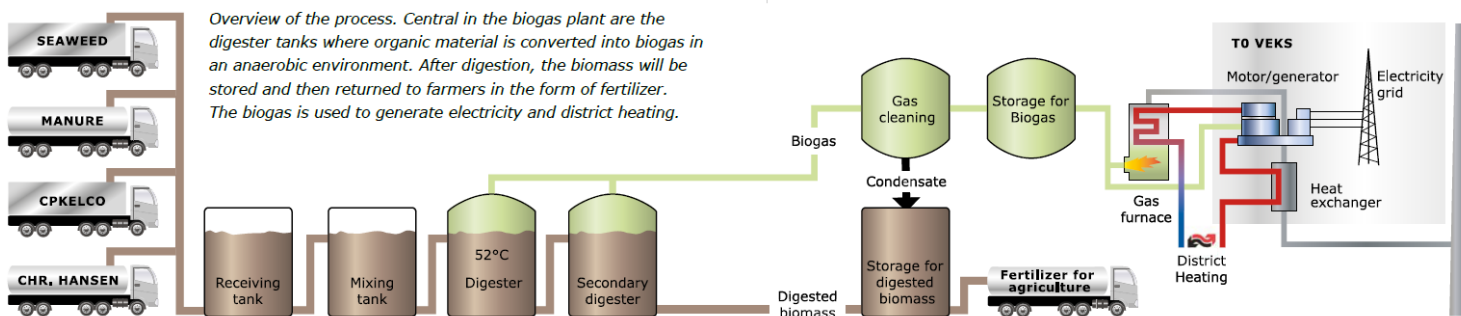 Overview of the process. Central in the biogas plant are the
digester tanks where organic material is converted into biogas in
an anaerobic environment. After digestion, the biomass will be
stored and then returned to farmers in the form of fertilizer.
The biogas is used to generate electricity and district heating.
SEAWEED
MANURE
CPKELCO
CHR. HANSEN
Receiving
tank
Mixing
tank
52°C
Digester
Secondary
digester
Biogas
Digested
biomass
Gas
cleaning
Condensate
Storage for
digested
biomass
Storage for
Biogas
Fertilizer for
agriculture
Gas
furnace
District
Heating
TO VEKS
Motor/generator
Electricity
grid
Heat
exchanger